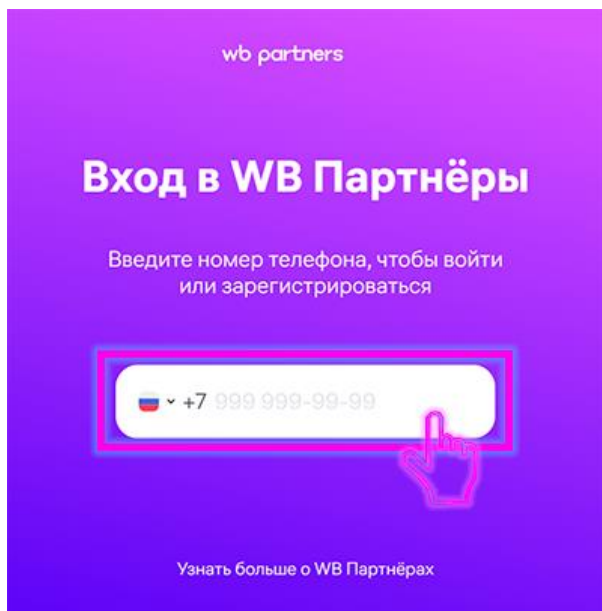 wb partners
Вход в WB Партнёры
Введите номер телефона, чтобы войти
или зарегистрироваться
+7 999 999-99-99
Узнать больше о WB Партнёрах